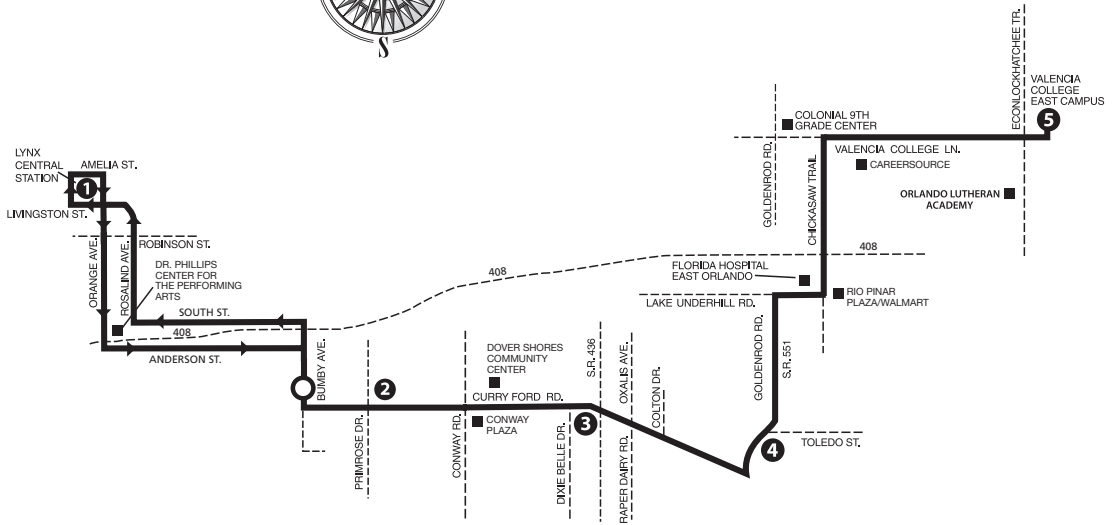 S
LYNX
CENTRAL
STATION
AMELIA ST.
1
LIVINGSTON ST.
ORANGE AVE.
ROSALIND AVE.
ROBINSON ST.
DR. PHILLIPS
CENTER FOR
THE PERFORMING
ARTS
SOUTH ST.
408
ANDERSON ST.
BUMBY AVE.
408
PRIMROSE DR.
2
CONWAY RD.
DOVER SHORES
COMMUNITY
CENTER
CURRY FORD RD.
CONWAY
PLAZA
DIXIE BELLE DR.
3
S.R. 436
OXALIS AVE.
RAPER DAIRY RD.
COLTON DR.
4
TOLEDO ST.
GOLDENROD RD.
S.R. 551
LAKE UNDERHILL RD.
FLORIDA HOSPITAL
EAST ORLANDO
RIO PINAR
PLAZA/WALMART
408
CHICKASAW TRAIL
GOLDENROD RD.
COLONIAL 9TH
GRADE CENTER
VALENCIA COLLEGE LN.
CAREERSOURCE
ORLANDO LUTHERAN
ACADEMY
ECONLOCKHATCHEE TR.
VALENCIA
COLLEGE
EAST CAMPUS
5